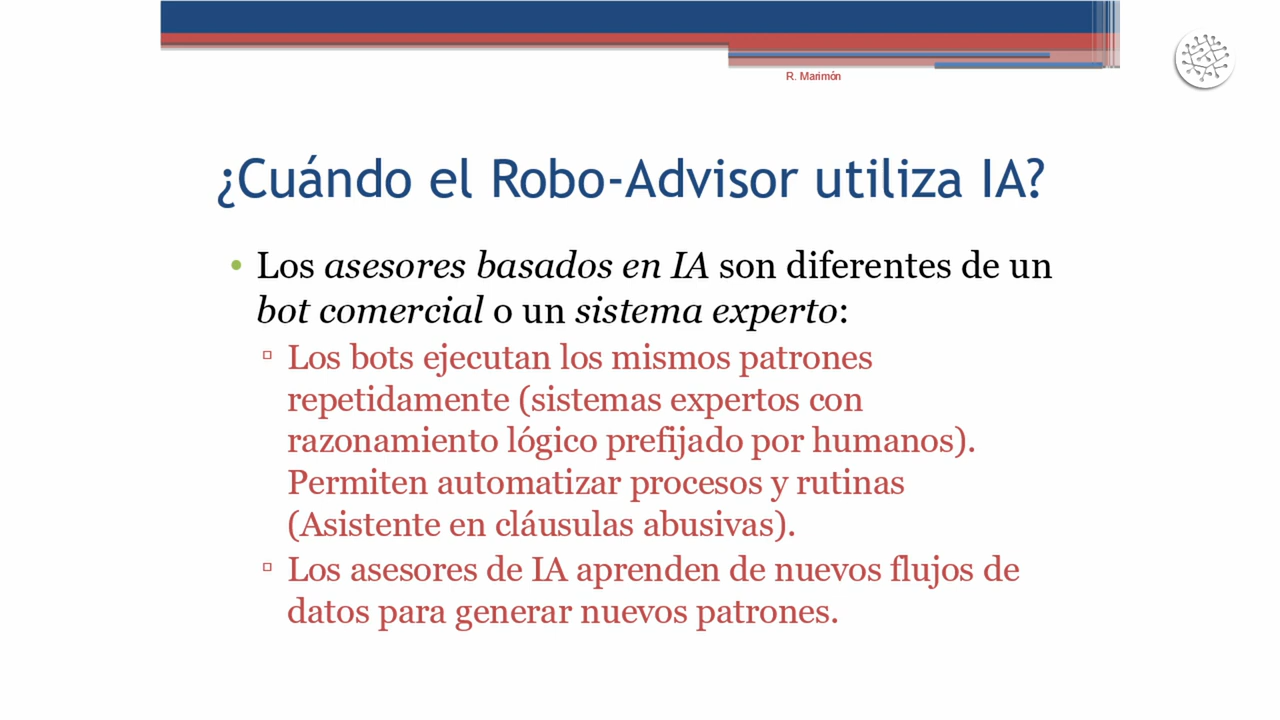 R. Marimón
¿Cuándo el Robo-Advisor utiliza IA?
• Los asesores basados en IA son diferentes de un
bot comercial o un sistema experto:
▫ Los bots ejecutan los mismos patrones
repetidamente (sistemas expertos con
razonamiento lógico prefijado por humanos).
Permiten automatizar procesos y rutinas
(Asistente en cláusulas abusivas).
▫ Los asesores de IA aprenden de nuevos flujos de
datos para generar nuevos patrones.